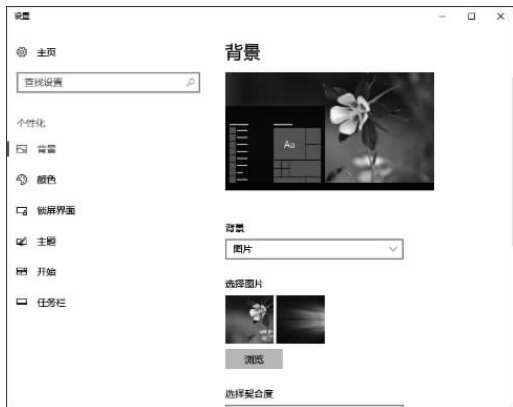 设置
主页
查找设置
个性化
背景
颜色
锁屏界面
主题
开始
任务栏
背景
Aa
背景
图片
选择图片
浏览
选择契合度